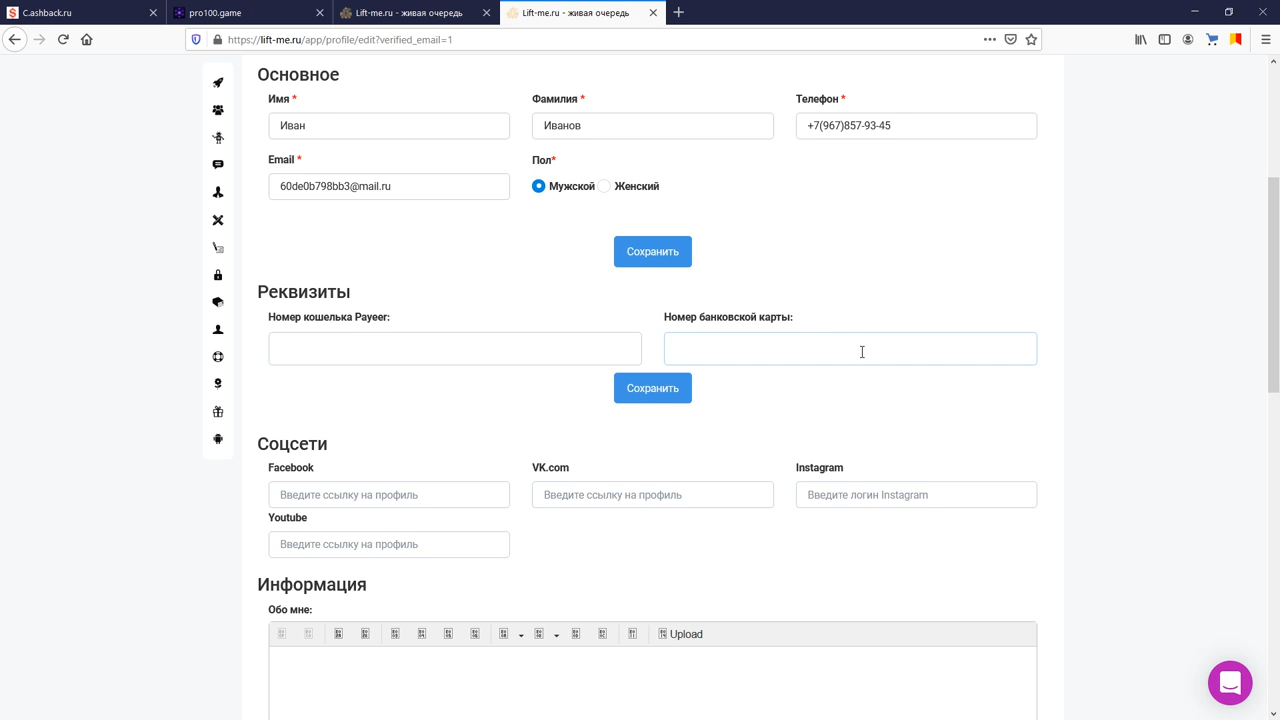 C.ashback.ru
pro100.game
Lift-me.ru - живая очередь
Lift-me.ru - живая очередь
https://lift-me.ru/app/profile/edit?verified_email=1
Основное
Имя * Фамилия * Телефон *
Иван Иванов +7(967)857-93-45
Email * Пол*
60de0b798bb3@mail.ru Мужской Женский
Сохранить
Реквизиты
Номер кошелька Payeer: Номер банковской карты:
Сохранить
Соцсети
Facebook VK.com Instagram
Введите ссылку на профиль Введите ссылку на профиль Введите логин Instagram
Youtube
Введите ссылку на профиль
Информация
Обо мне:
Upload